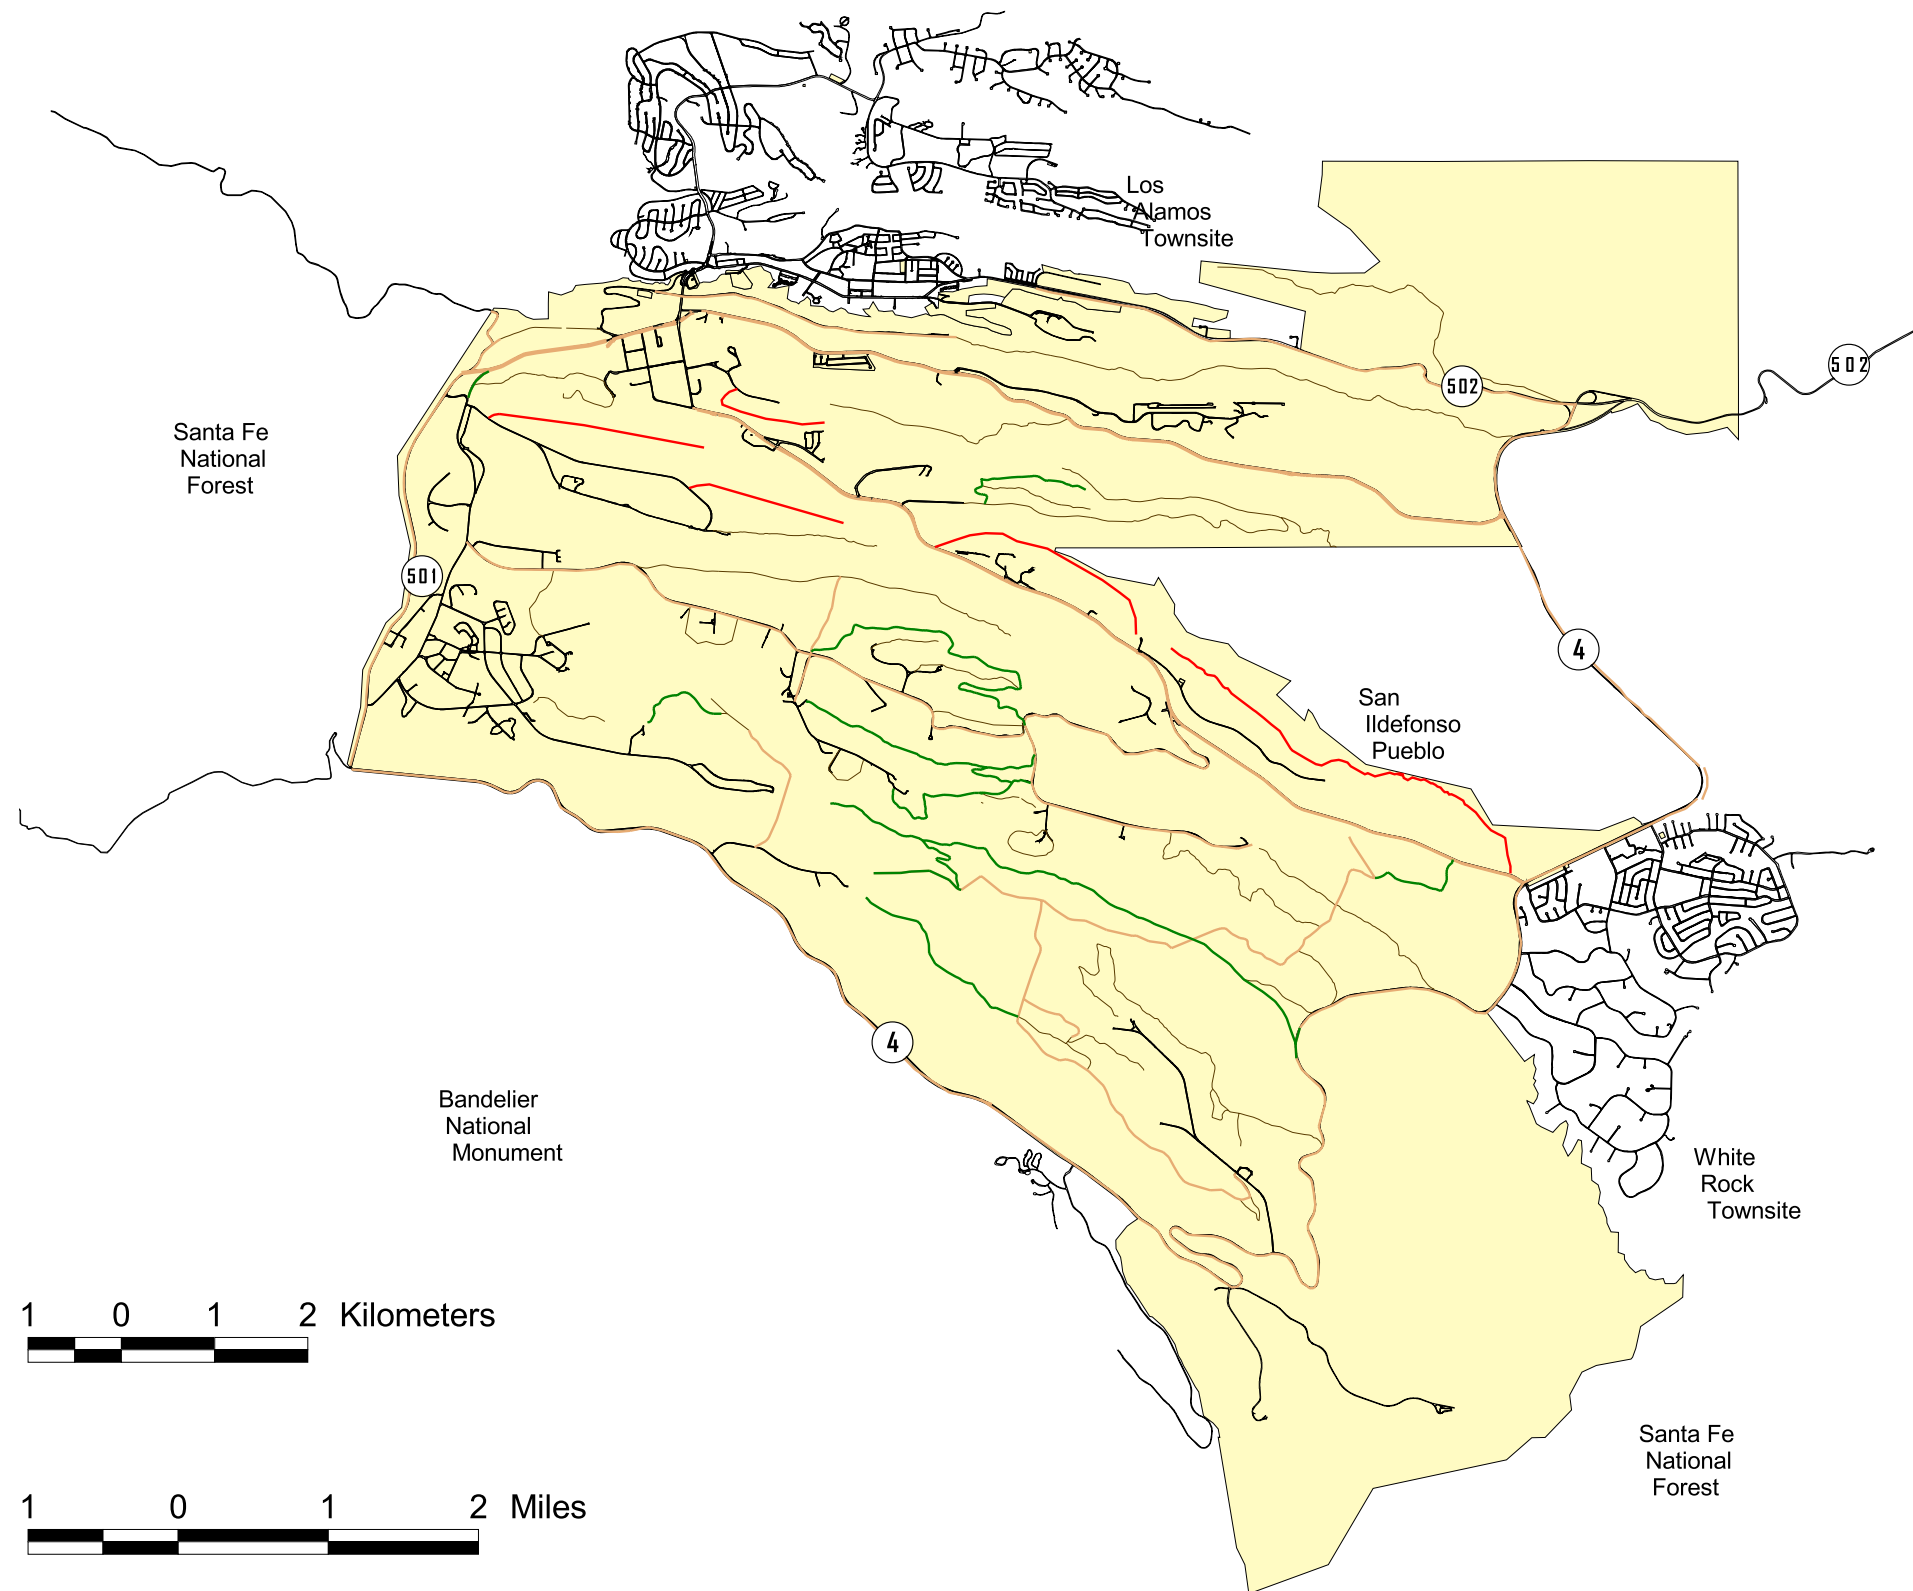 Los
Alamos
Townsite
502
502
Santa Fe
National
Forest
501
4
San
Ildefonso
Pueblo
4
Bandelier
National
Monument
White
Rock
Townsite
1 0 1 2 Kilometers
Santa Fe
National
Forest
1 0 1 2 Miles